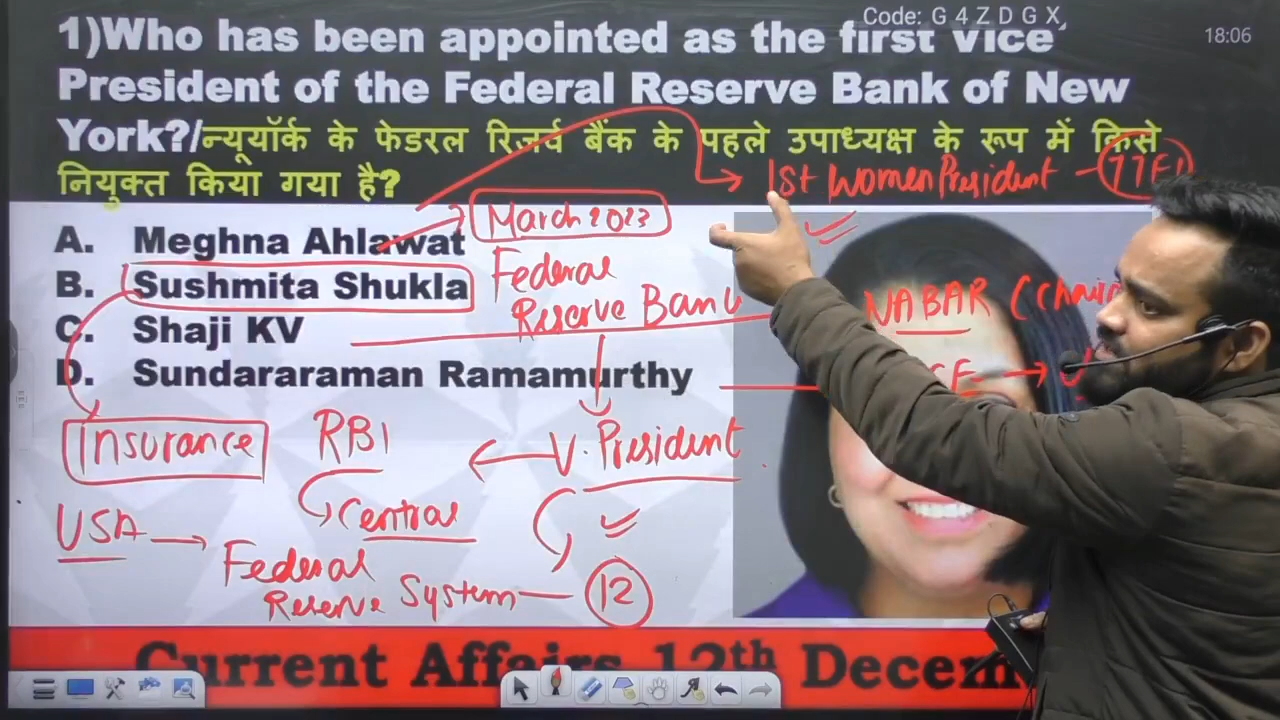 Code: G 4 Z D G X
18:06
1)Who has been appointed as the first vice
President of the Federal Reserve Bank of New
York?/न्यूयॉर्क के फेडरल रिज़र्व बैंक के पहले उपाध्यक्ष के रूप में किसे
नियुक्त किया गया है?
1st Women President -
A. Meghna Ahlawat
March 2023
B. Sushmita Shukla
Federal
Reserve Bank
NABAR (Chair
C. Shaji KV
D. Sundararaman Ramamurthy
Insurance
RBI
V. President
Central
USA
Federal
Reserve System
12
Current Affairs 12th Decem